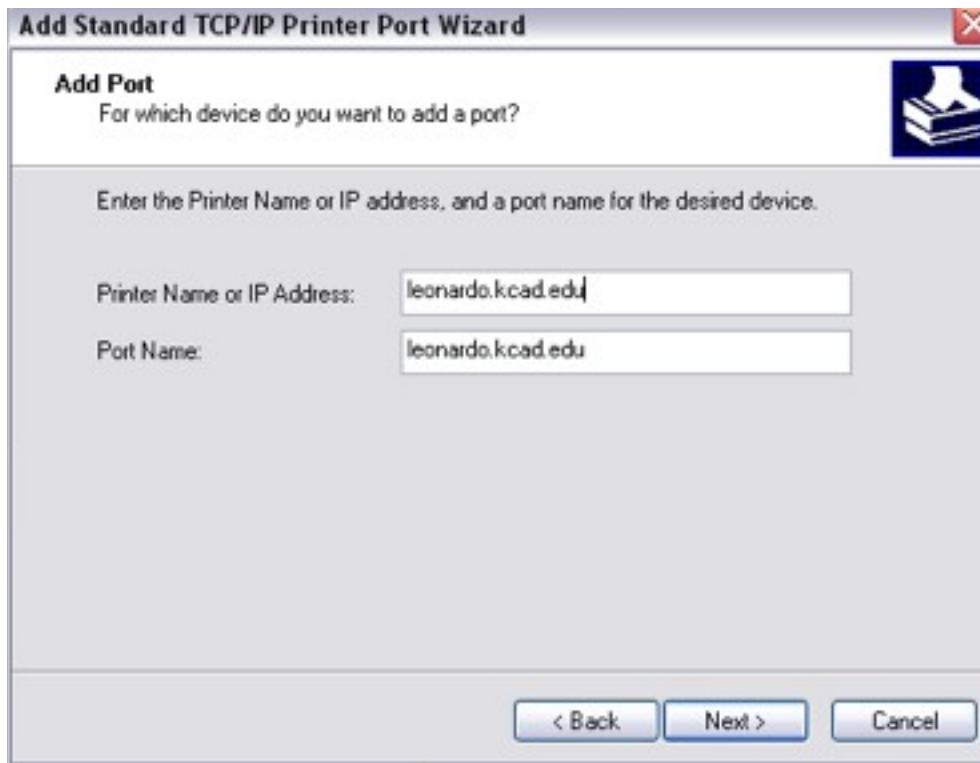 Add Standard TCP/IP Printer Port Wizard
Add Port
For which device do you want to add a port?
Enter the Printer Name or IP address, and a port name for the desired device.
Printer Name or IP Address: leonardo.kcad.edu
Port Name: leonardo.kcad.edu
< Back Next > Cancel